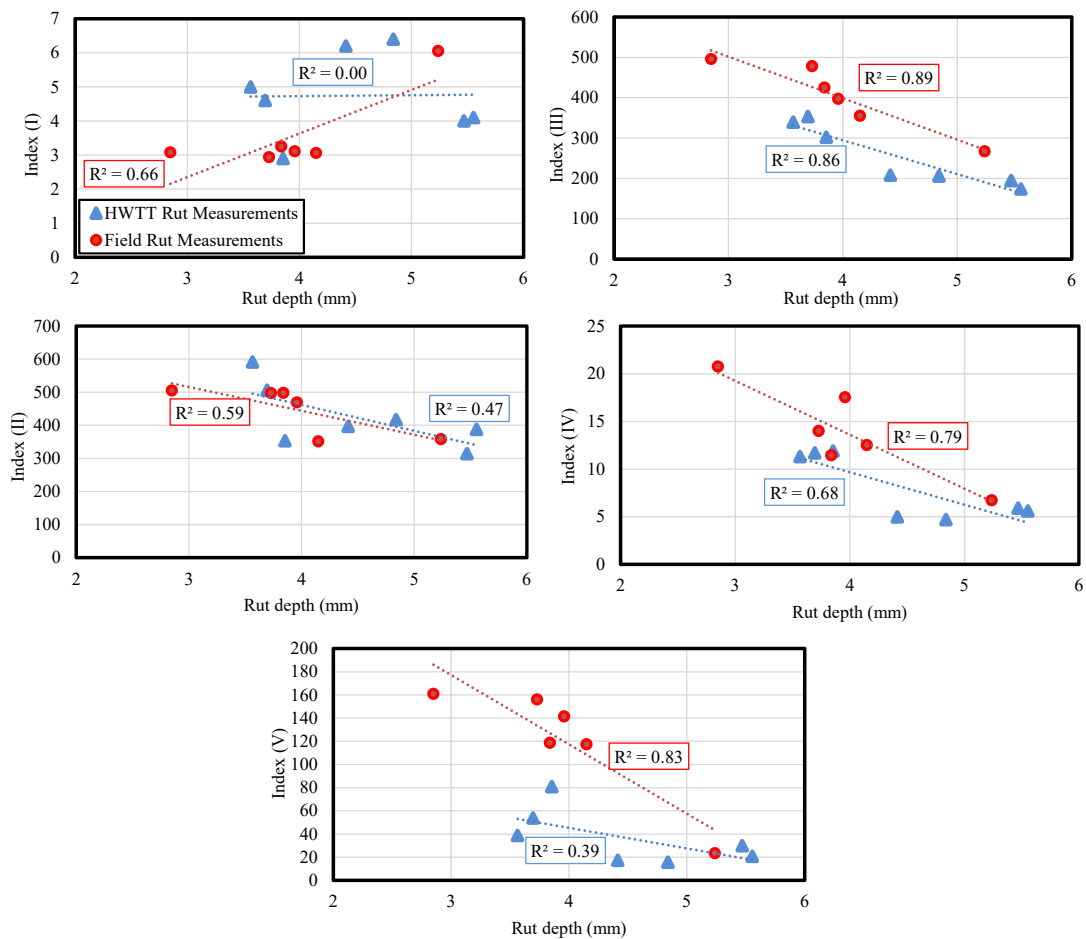 7
6
5
4
3
2
1
0
Index (I)
R² = 0.00
R² = 0.66
HWTT Rut Measurements
Field Rut Measurements
2 3 4 5 6
Rut depth (mm)
600
500
400
300
200
100
0
Index (III)
R² = 0.89
R² = 0.86
2 3 4 5 6
Rut depth (mm)
700
600
500
400
300
200
100
0
Index (II)
R² = 0.59
R² = 0.47
2 3 4 5 6
Rut depth (mm)
25
20
15
10
5
0
Index (IV)
R² = 0.79
R² = 0.68
2 3 4 5 6
Rut depth (mm)
200
180
160
140
120
100
80
60
40
20
0
Index (V)
R² = 0.83
R² = 0.39
2 3 4 5 6
Rut depth (mm)